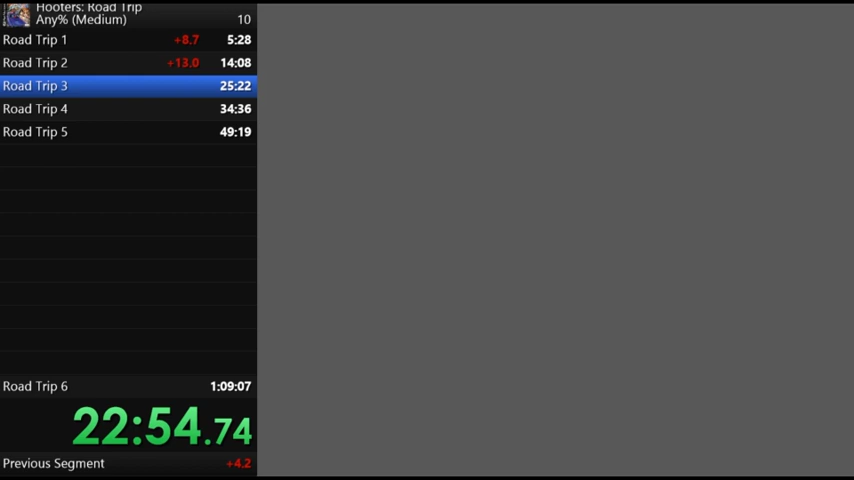 Hooters: Road Trip
Any% (Medium) 10
Road Trip 1 +8.7 5:28
Road Trip 2 +13.0 14:08
Road Trip 3 25:22
Road Trip 4 34:36
Road Trip 5 49:19
Road Trip 6 1:09:07
22:54.74
Previous Segment +4.2